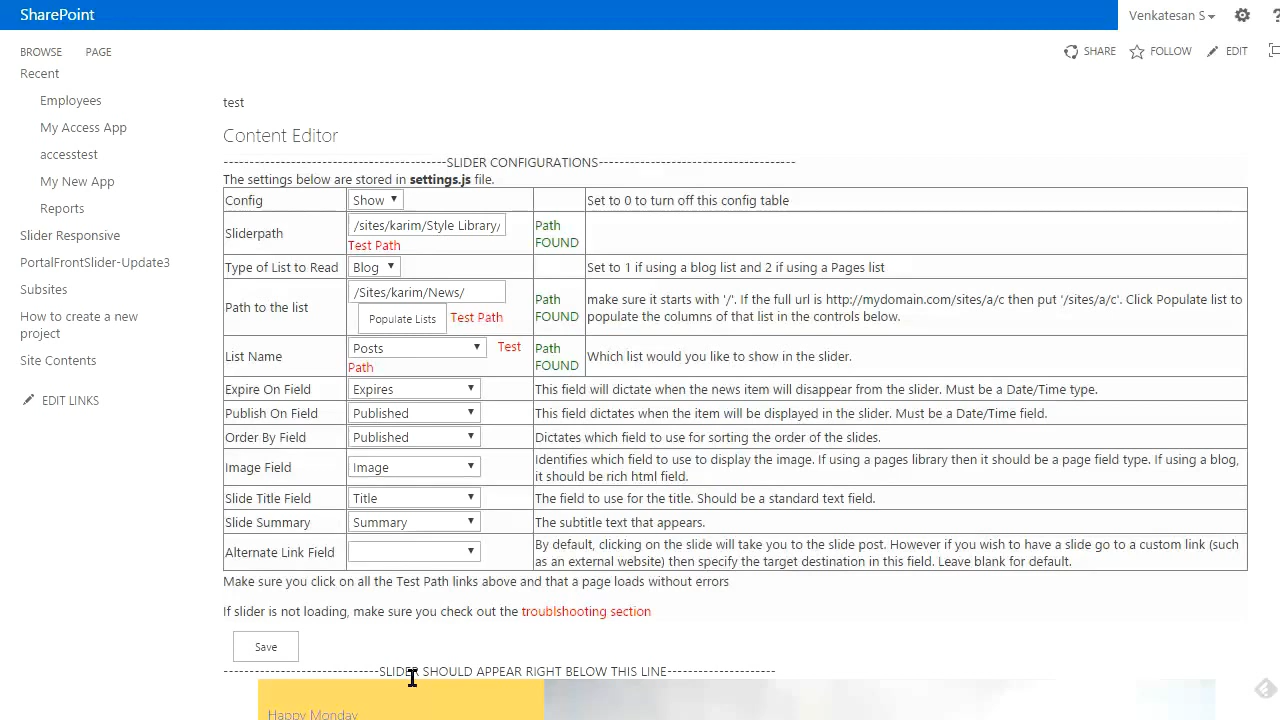 SharePoint
Venkatesan S
?
BROWSE PAGE
SHARE FOLLOW EDIT
Recent
Employees
My Access App
accesstest
My New App
Reports
Slider Responsive
PortalFrontSlider-Update3
Subsites
How to create a new
project
Site Contents
EDIT LINKS
test
Content Editor
-------------------------------------------SLIDER CONFIGURATIONS--------------------------------------
The settings below are stored in settings.js file.
Config Show Set to 0 to turn off this config table
Sliderpath /sites/karim/Style Library/ Test Path Path FOUND
Type of List to Read Blog Set to 1 if using a blog list and 2 if using a Pages list
Path to the list /Sites/karim/News/ Populate Lists Test Path Path FOUND make sure it starts with '/'. If the full url is http://mydomain.com/sites/a/c then put '/sites/a/c'. Click Populate list to
populate the columns of that list in the controls below.
List Name Posts Test Path Path FOUND Which list would you like to show in the slider.
Expire On Field Expires This field will dictate when the news item will disappear from the slider. Must be a Date/Time type.
Publish On Field Published This field dictates when the item will be displayed in the slider. Must be a Date/Time field.
Order By Field Published Dictates which field to use for sorting the order of the slides.
Image Field Image Identifies which field to use to display the image. If using a pages library then it should be a page field type. If using a blog,
it should be rich html field.
Slide Title Field Title The field to use for the title. Should be a standard text field.
Slide Summary Summary The subtitle text that appears.
Alternate Link Field By default, clicking on the slide will take you to the slide post. However if you wish to have a slide go to a custom link (such
as an external website) then specify the target destination in this field. Leave blank for default.
Make sure you click on all the Test Path links above and that a page loads without errors
If slider is not loading, make sure you check out the troublshooting section
Save
------------------------------SLIDER SHOULD APPEAR RIGHT BELOW THIS LINE---------------------
Happy Monday